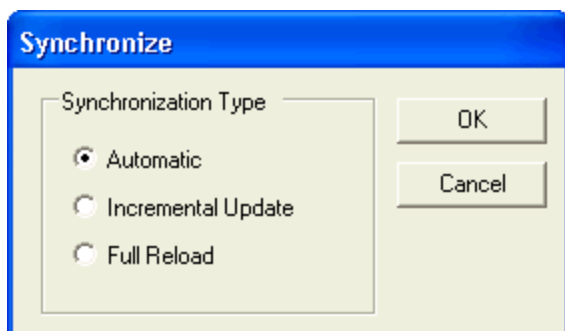 Synchronize
Synchronization Type
OK
Automatic
Cancel
Incremental Update
Full Reload